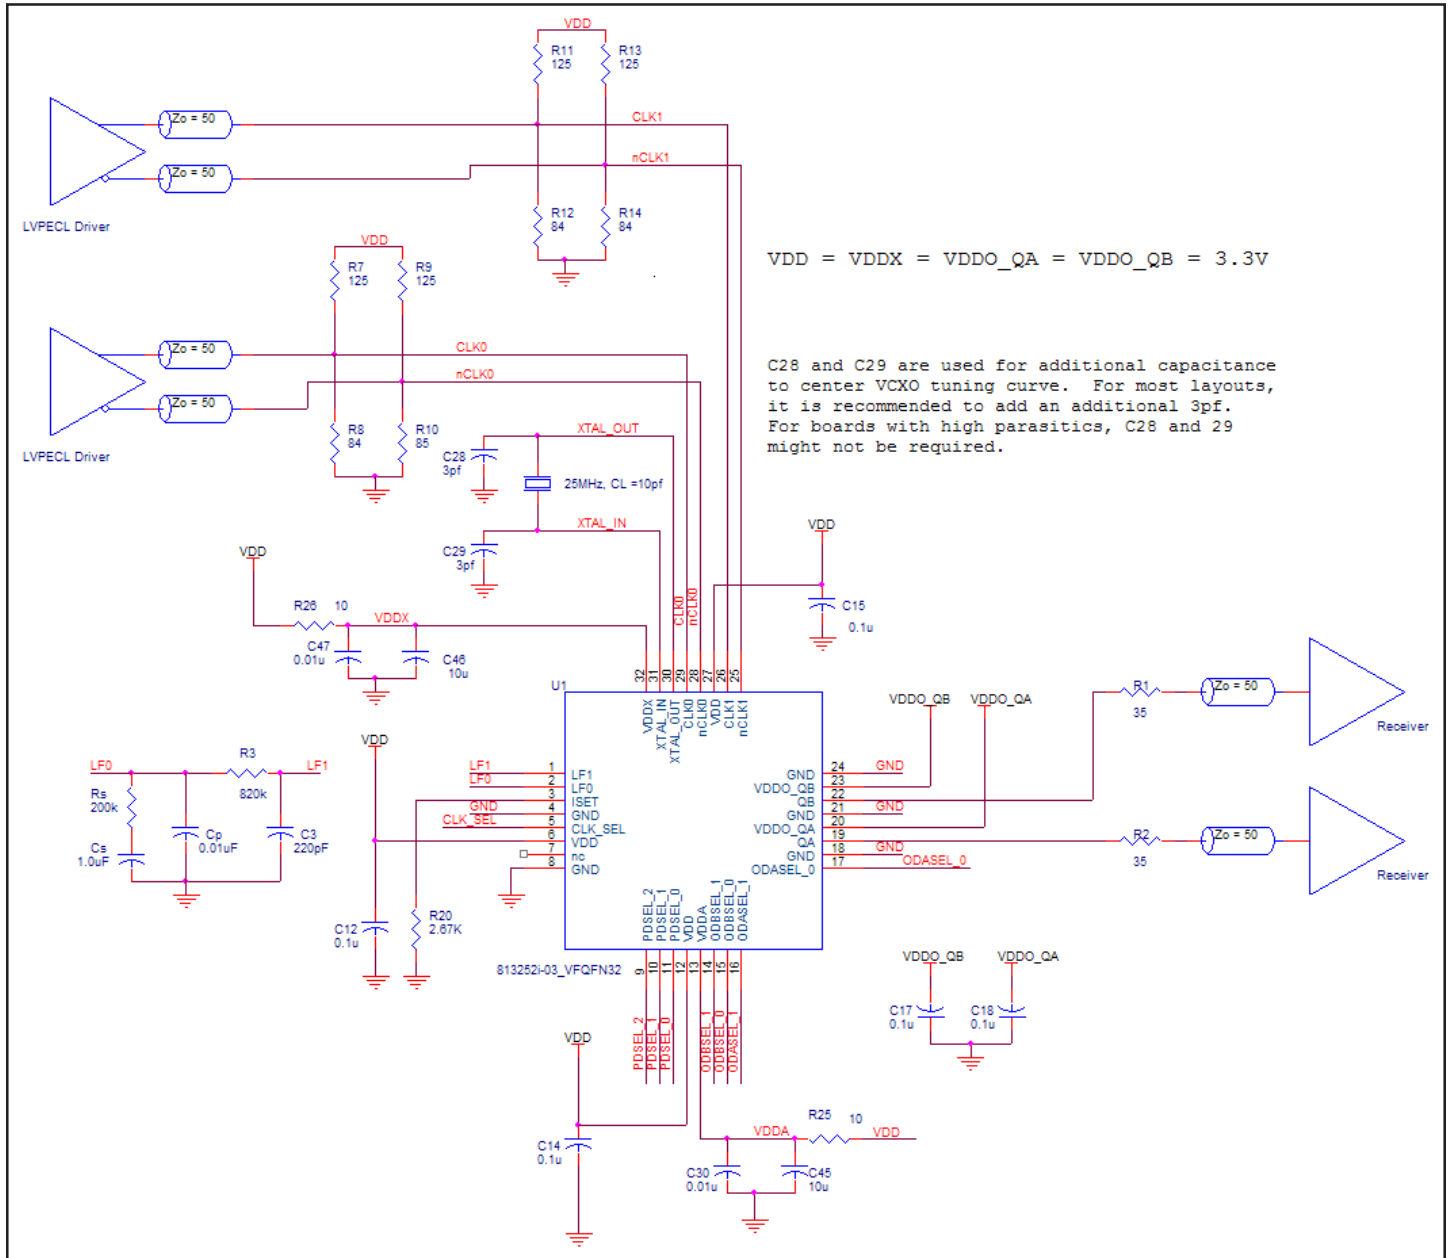 VDD
R11
125
R13
125
Zo = 50
CLK1
Zo = 50
nCLK1
R12
84
R14
84
LVPECL Driver
VDD
R7
125
R9
125
VDD = VDDX = VDDO_QA = VDDO_QB = 3.3V
Zo = 50
CLK0
nCLK0
Zo = 50
R8
84
R10
85
LVPECL Driver
C28 and C29 are used for additional capacitance
to center VCXO tuning curve. For most layouts,
it is recommended to add an additional 3pf.
For boards with high parasitics, C28 and 29
might not be required.
XTAL_OUT
C28
3pf
25MHz, CL =10pf
XTAL_IN
C29
3pf
VDD
VDD
R26 10
VDDX
C47
0.01u
C46
10u
CLK0
nCLK0
C15
0.1u
U1
32
31
30
29
28
27
26
25
VDDX
XTAL_IN
XTAL_OUT
CLK0
nCLK0
VDD
CLK1
nCLK1
VDDO_QB
VDDO_QA
R1
35
Zo = 50
Receiver
VDD
LF0
R3
820k
LF1
Rs
200k
Cs
1.0uF
Cp
0.01uF
C3
220pF
LF1 1 LF1
LF0 2 LF0
3 ISET
GND 4 GND
CLK_SEL 5 CLK_SEL
6 VDD
7 nc
8 GND
GND 24 GND
VDDO_QB 23
QB 22
GND 21 GND
VDDO_QA 20
QA 19
GND 18 GND
ODASEL_0 17 ODASEL_0
R2
35
Zo = 50
Receiver
C12
0.1u
R20
2.67K
PDSEL_2
PDSEL_1
PDSEL_0
VDD
VDDA
ODBSEL_1
ODBSEL_0
ODASEL_1
813252i-03_VFQFN32
9
10
11
12
13
14
15
16
PDSEL_2
PDSEL_1
PDSEL_0
ODBSEL_1
ODBSEL_0
ODASEL_1
VDDO_QB
VDDO_QA
C17
0.1u
C18
0.1u
VDD
C14
0.1u
VDDA
R25 10
VDD
C30
0.01u
C45
10u